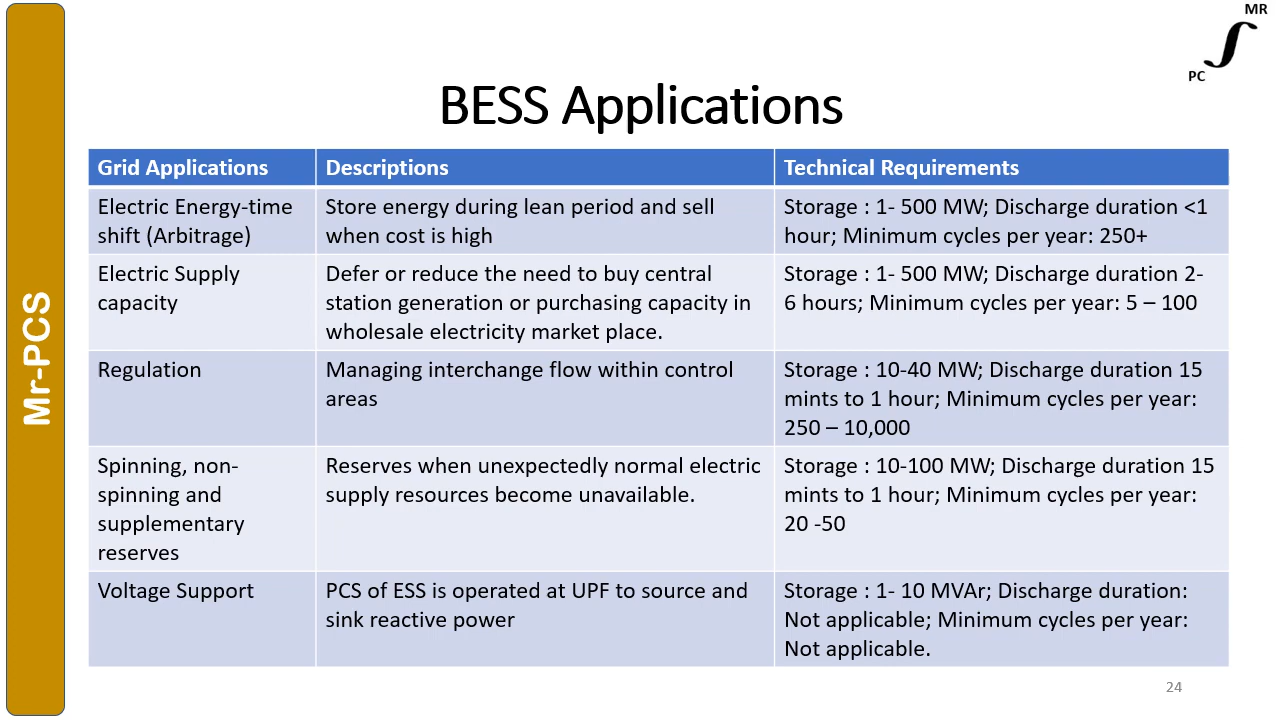 MR
PC
BESS Applications
Mr-PCS
Grid Applications
Descriptions
Technical Requirements
Electric Energy-time
shift (Arbitrage)
Store energy during lean period and sell
when cost is high
Storage : 1- 500 MW; Discharge duration <1
hour; Minimum cycles per year: 250+
Electric Supply
capacity
Defer or reduce the need to buy central
station generation or purchasing capacity in
wholesale electricity market place.
Storage : 1- 500 MW; Discharge duration 2-
6 hours; Minimum cycles per year: 5 – 100
Regulation
Managing interchange flow within control
areas
Storage : 10-40 MW; Discharge duration 15
mints to 1 hour; Minimum cycles per year:
250 – 10,000
Spinning, non-
spinning and
supplementary
reserves
Reserves when unexpectedly normal electric
supply resources become unavailable.
Storage : 10-100 MW; Discharge duration 15
mints to 1 hour; Minimum cycles per year:
20 -50
Voltage Support
PCS of ESS is operated at UPF to source and
sink reactive power
Storage : 1- 10 MVAr; Discharge duration:
Not applicable; Minimum cycles per year:
Not applicable.
24